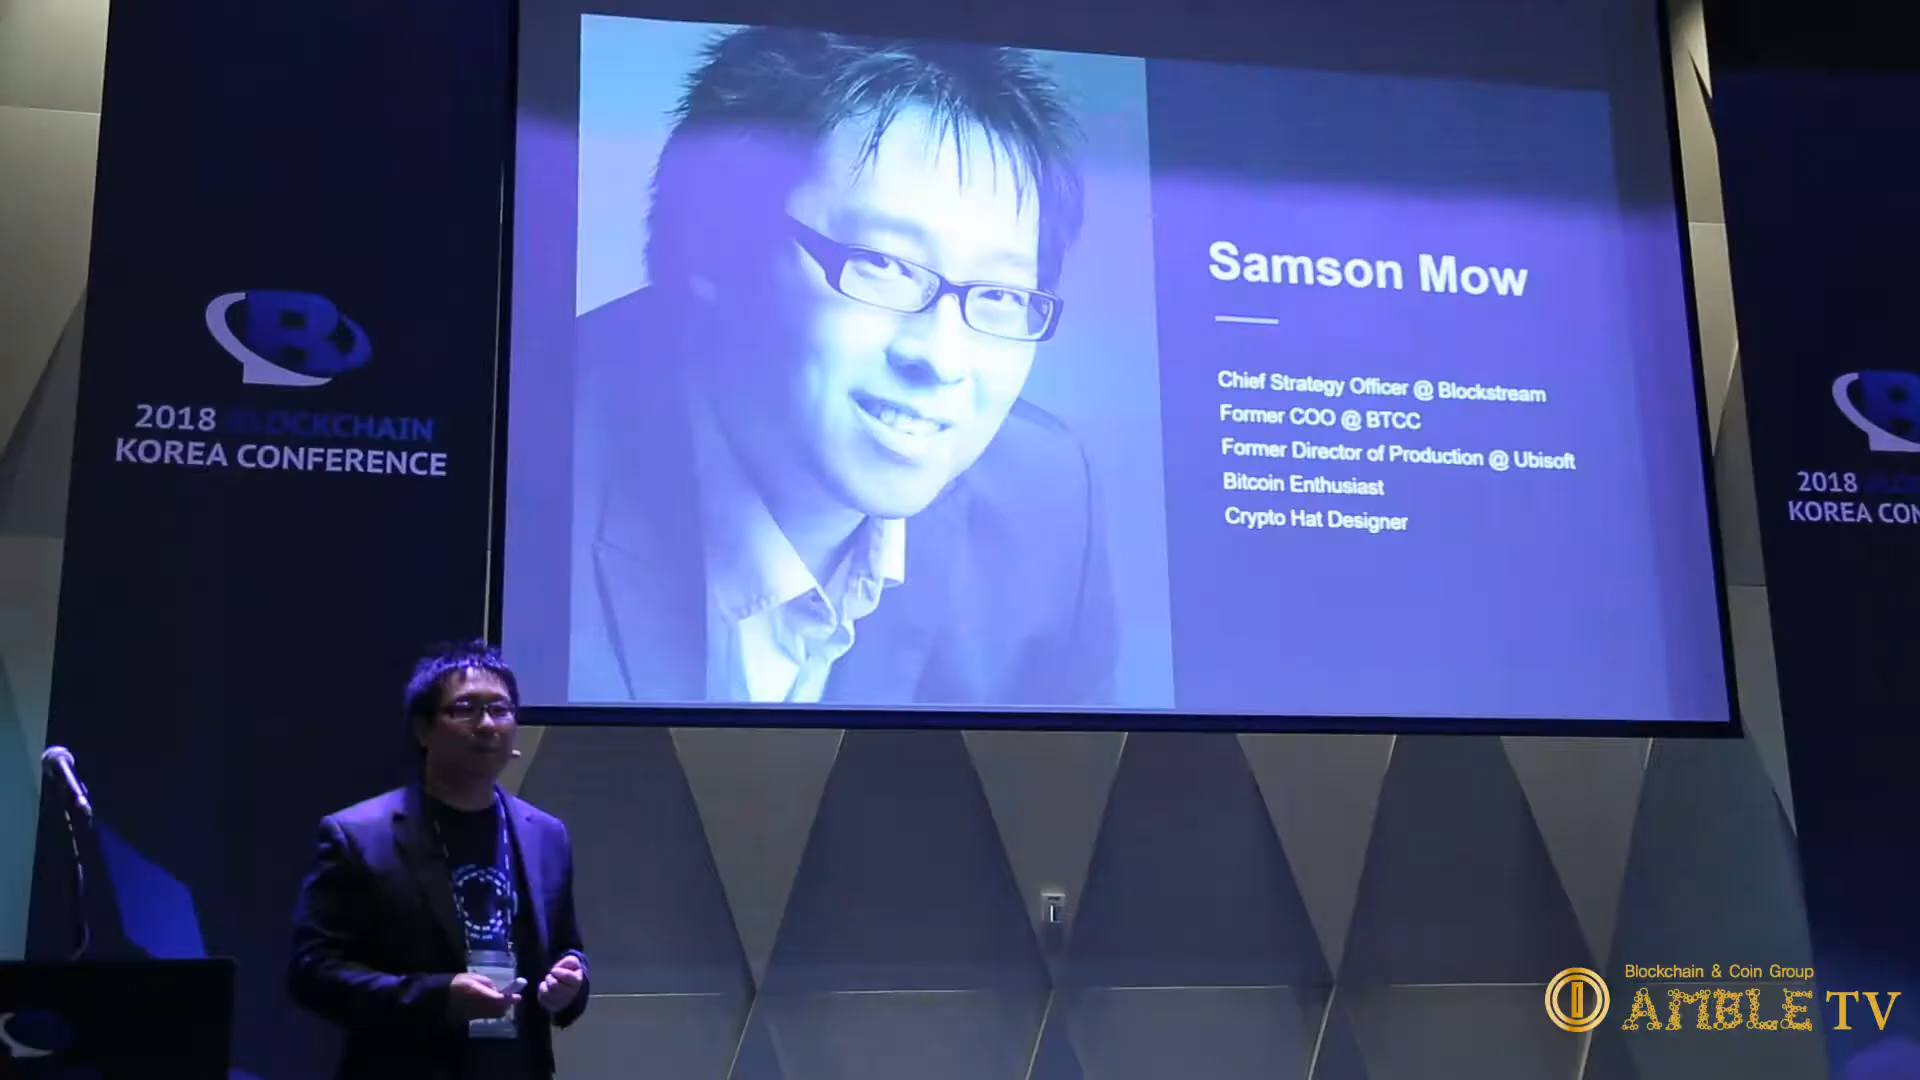 2018 BLOCKCHAIN
KOREA CONFERENCE
Samson Mow
Chief Strategy Officer @ Blockstream
Former COO @ BTCC
Former Director of Production @ Ubisoft
Bitcoin Enthusiast
Crypto Hat Designer
2018
KOREA CON
Blockchain & Coin Group
AMBLE TV